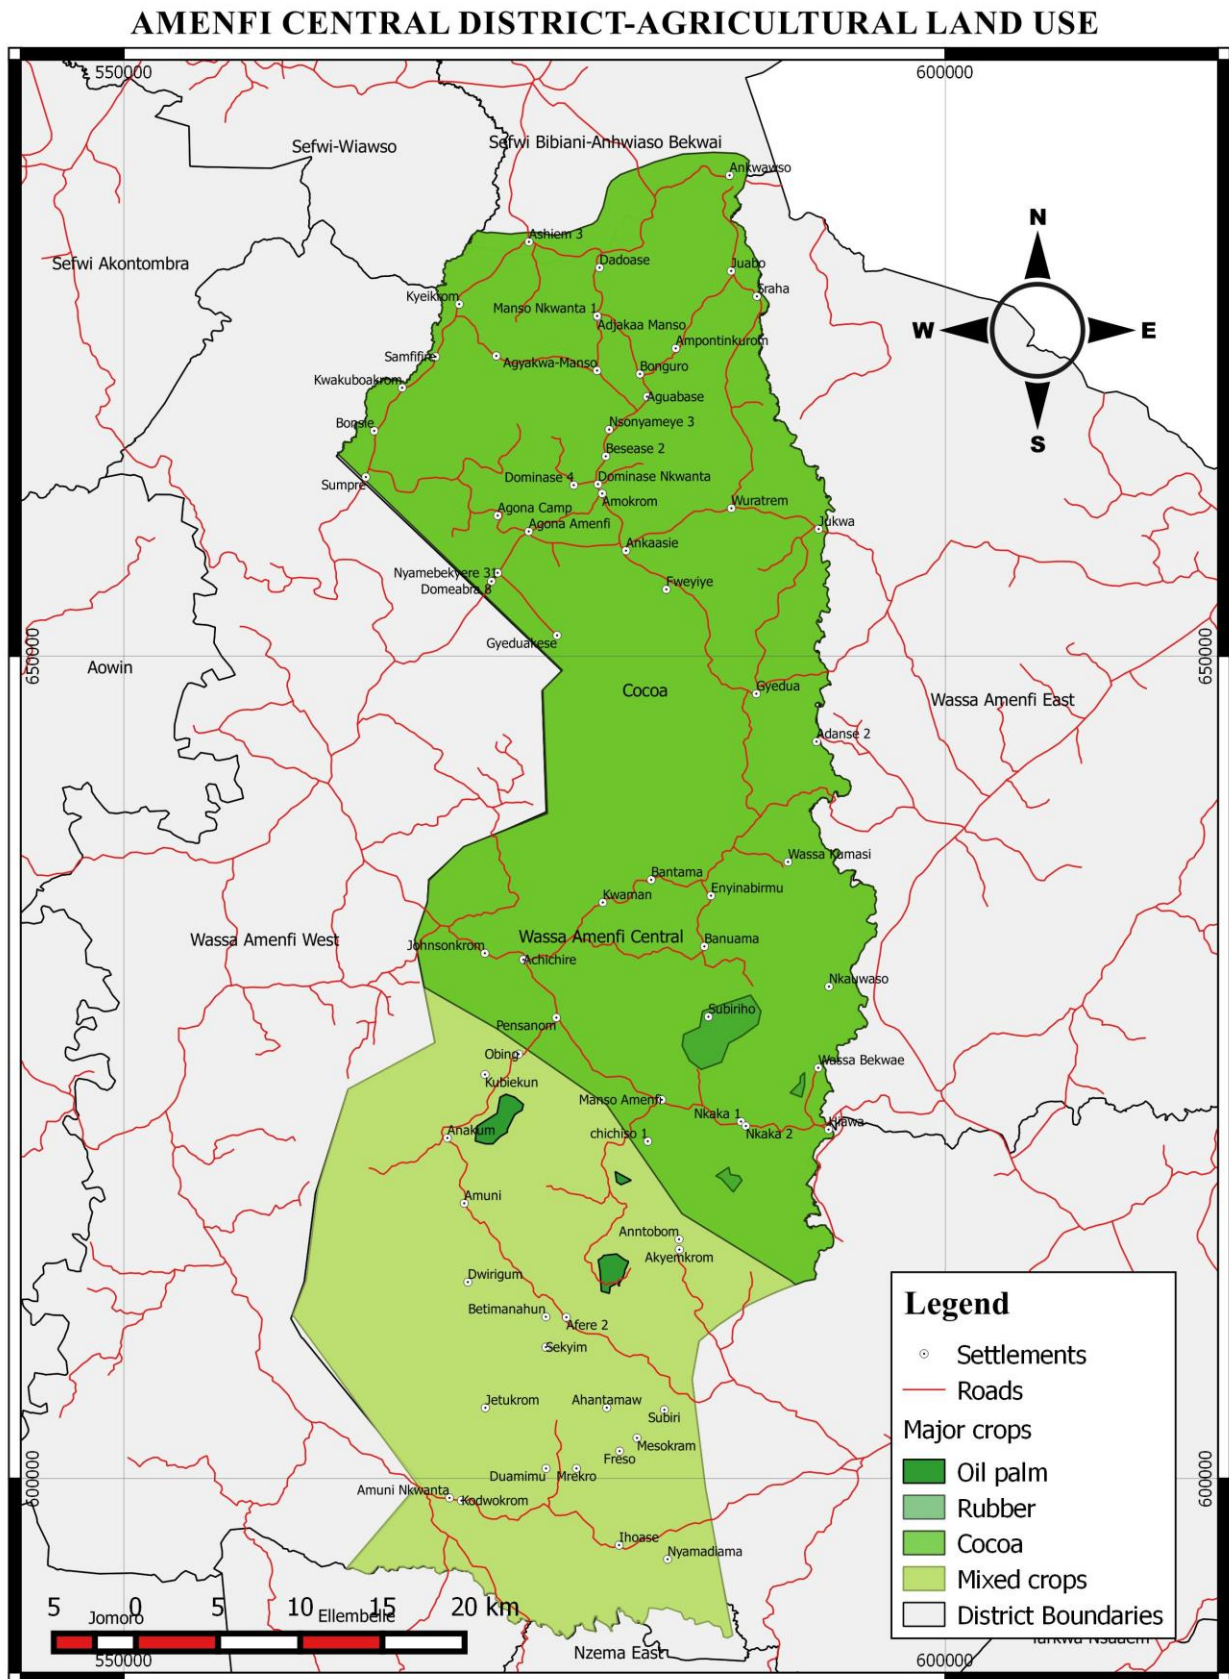 AMENFI CENTRAL DISTRICT-AGRICULTURAL LAND USE
550000
600000
Sefwi-Wiawso
Sefwi Bibiani-Anhwiaso Bekwai
Ankwawso
N
Ashiem 3
Sefwi Akontombra
Dadoase
Juabo
Kyeikrom
Sraha
Manso Nkwanta 1
Adjakaa Manso
W
E
Ampontinkurom
Samfifire
Agyakwa-Manso
Bonguro
Kwakuboakrom
Aguabase
Bonsie
Nsonyameye 3
S
Besease 2
Sumpre
Dominase 4
Dominase Nkwanta
Amokrom
Agona Camp
Wuratrem
Agona Amenfi
Jukwa
Ankaasie
Nyamebekyere 31
Domeabra 8
Fweyiye
Gyeduakese
650000
650000
Aowin
Cocoa
Gyedua
Wassa Amenfi East
Adanse 2
Wassa Kumasi
Bantama
Kwaman
Enyinabirmu
Wassa Amenfi West
Johnsonkrom
Wassa Amenfi Central
Banuama
Achichire
Nkauwaso
Subiriho
Pensanom
Obing
Wassa Bekwae
Kubiekun
Manso Amenfi
Nkaka 1
Nkaka 2
Hiawa
Anakum
chichiso 1
Amuni
Anntobom
Akyemkrom
Dwirigum
Betimanahun
Afere 2
Sekyim
Jetukrom
Ahantamaw
Subiri
Mesokram
Freso
Duamimu
Mrekro
600000
600000
Amuni Nkwanta
Kodwokrom
Ihoase
Nyamadiama
Legend
Settlements
Roads
Major crops
Oil palm
Rubber
Cocoa
Mixed crops
District Boundaries
5 0 5 10 15 20 km
Jomoro
Ellembelle
Nzema East
550000
600000